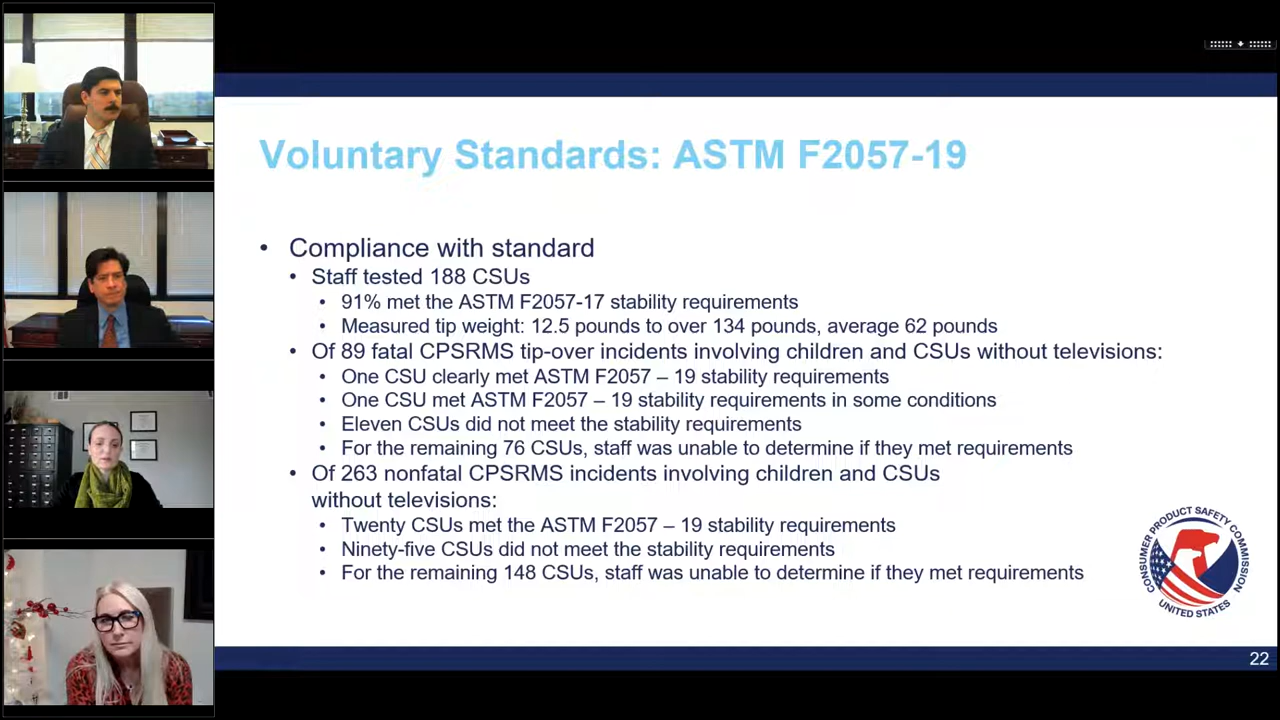 Voluntary Standards: ASTM F2057-19
• Compliance with standard
• Staff tested 188 CSUs
• 91% met the ASTM F2057-17 stability requirements
• Measured tip weight: 12.5 pounds to over 134 pounds, average 62 pounds
• Of 89 fatal CPSRMS tip-over incidents involving children and CSUs without televisions:
• One CSU clearly met ASTM F2057 – 19 stability requirements
• One CSU met ASTM F2057 – 19 stability requirements in some conditions
• Eleven CSUs did not meet the stability requirements
• For the remaining 76 CSUs, staff was unable to determine if they met requirements
• Of 263 nonfatal CPSRMS incidents involving children and CSUs
without televisions:
• Twenty CSUs met the ASTM F2057 – 19 stability requirements
• Ninety-five CSUs did not meet the stability requirements
• For the remaining 148 CSUs, staff was unable to determine if they met requirements
CONSUMER PRODUCT SAFETY COMMISSION
UNITED STATES
22